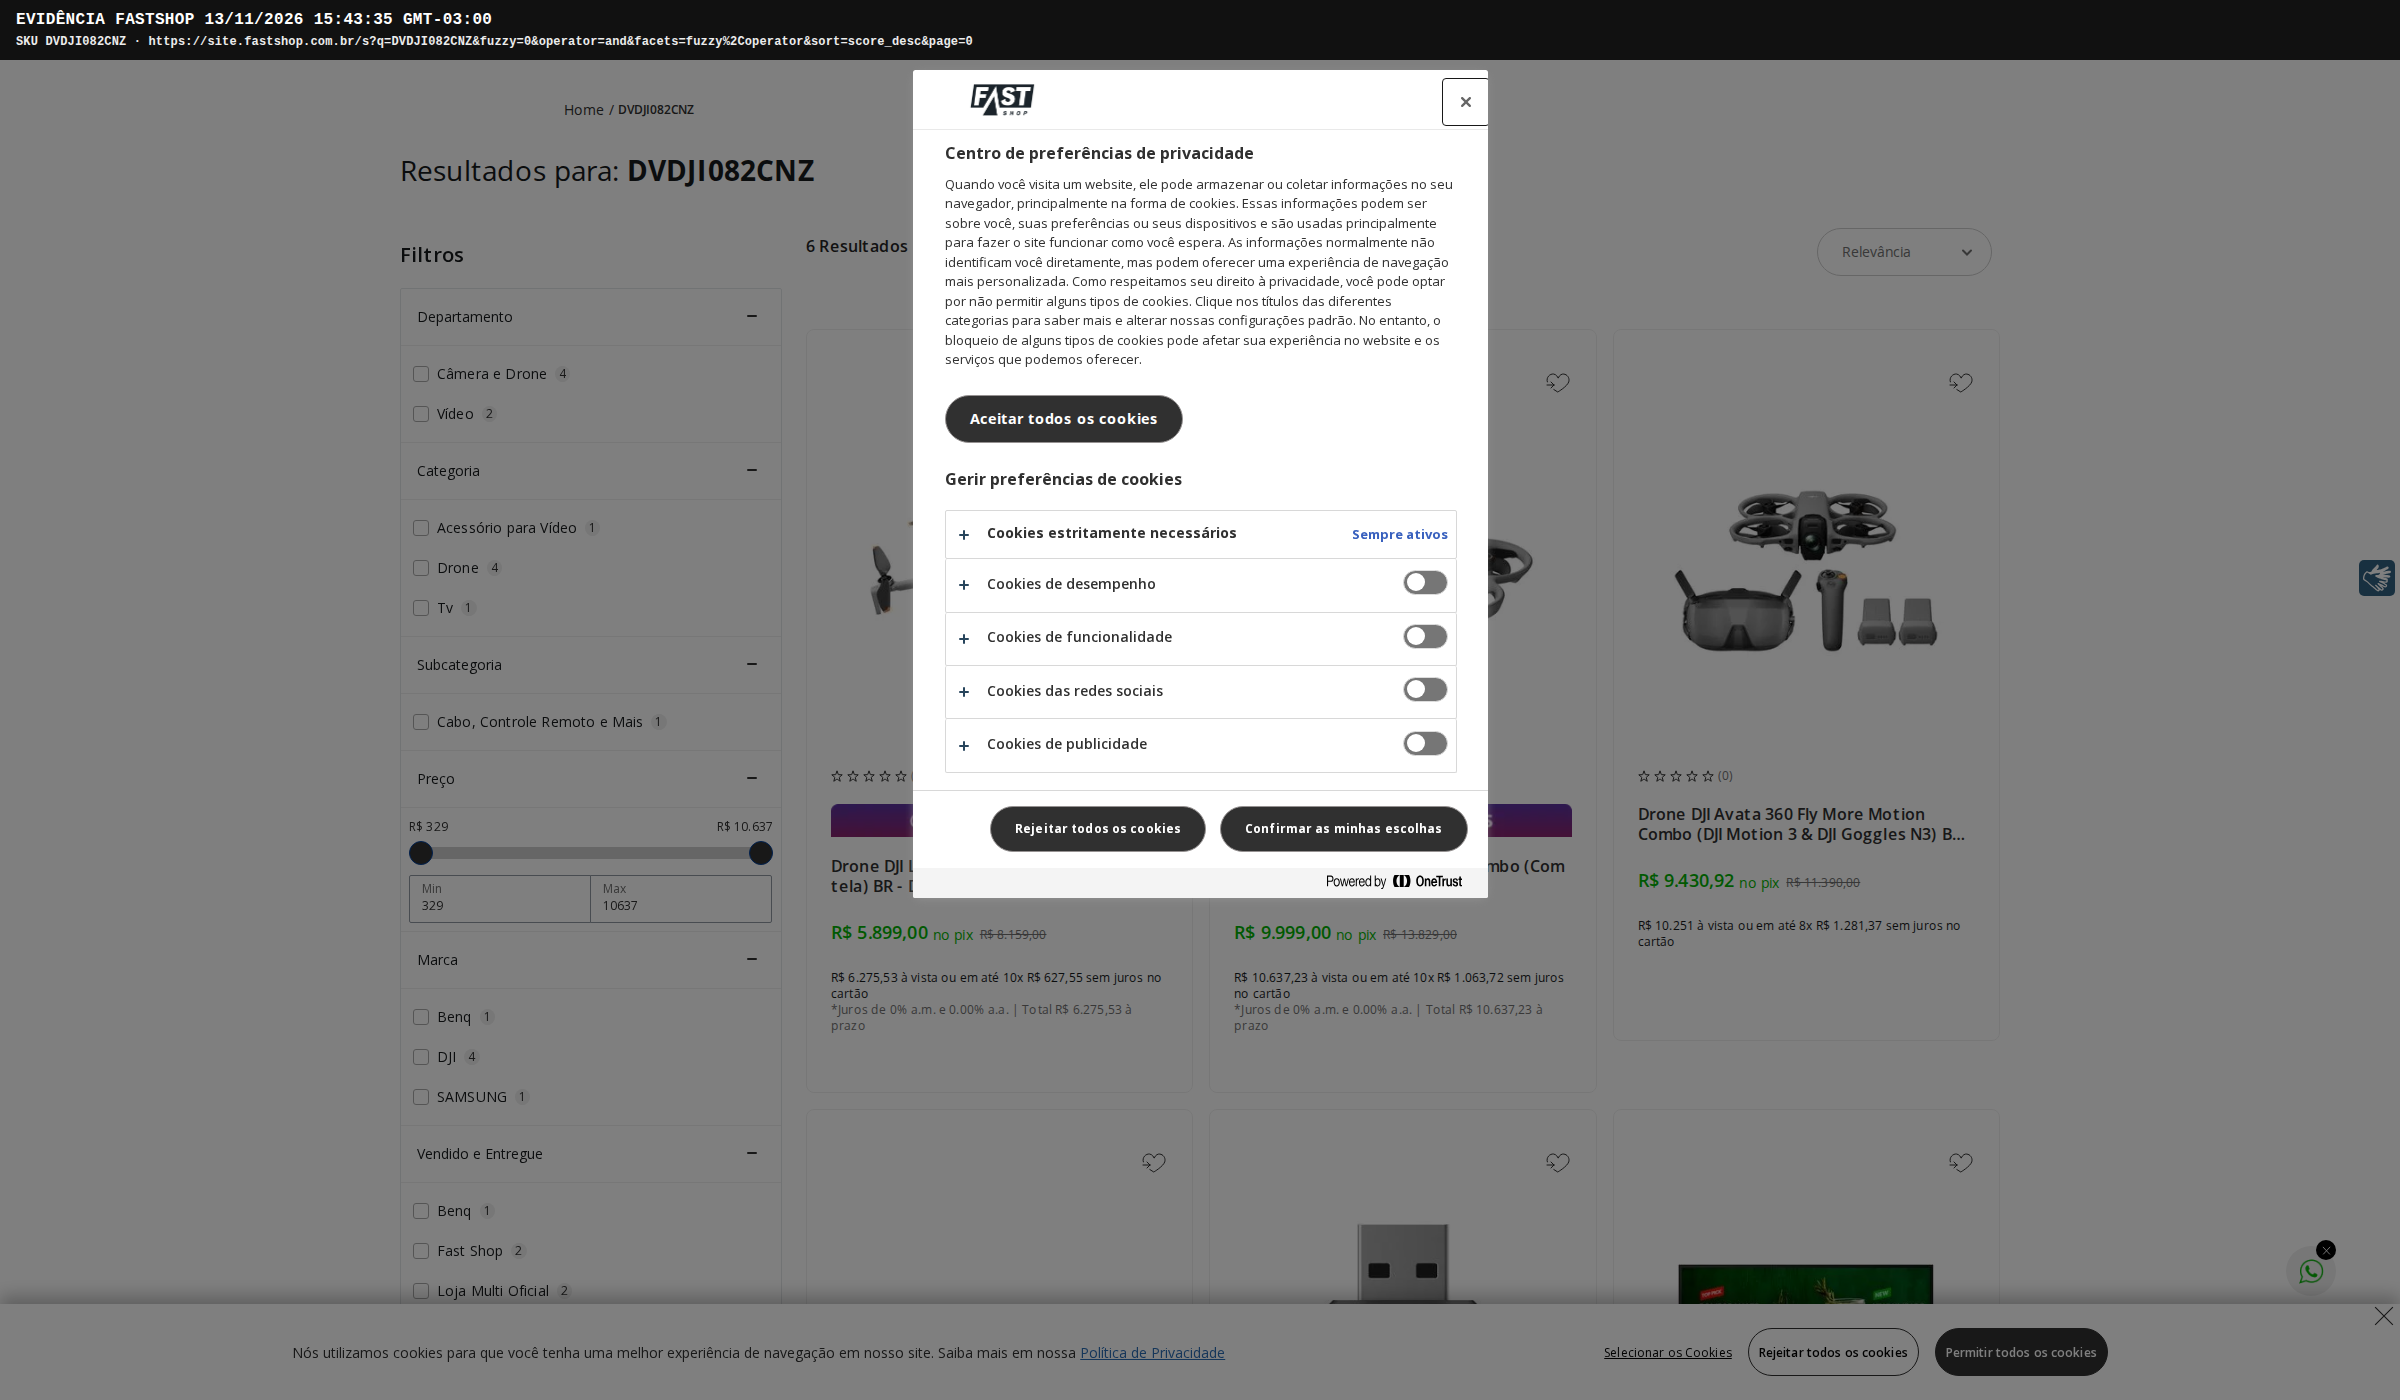 EVIDÊNCIA FASTSHOP 13/11/2026 15:43:35 GMT-03:00
SKU DVDJI082CNZ · https://site.fastshop.com.br/s?q=DVDJI082CNZ&fuzzy=0&operator=and&facets=fuzzy%2Coperator&sort=score_desc&page=0
Home / DVDJI082CNZ
Resultados para: DVDJI082CNZ
Filtros
6 Resultados
Relevância
Departamento
Câmera e Drone 4
Vídeo 2
Categoria
Acessório para Vídeo 1
Drone 4
Tv 1
Subcategoria
Cabo, Controle Remoto e Mais 1
Preço
R$ 329
R$ 10.637
Min
329
Max
10637
Marca
Benq 1
DJI 4
SAMSUNG 1
Vendido e Entregue
Benq 1
Fast Shop 2
Loja Multi Oficial 2
FAST
SHOP
Centro de preferências de privacidade
Quando você visita um website, ele pode armazenar ou coletar informações no seu
navegador, principalmente na forma de cookies. Essas informações podem ser
sobre você, suas preferências ou seus dispositivos e são usadas principalmente
para fazer o site funcionar como você espera. As informações normalmente não
identificam você diretamente, mas podem oferecer uma experiência de navegação
mais personalizada. Como respeitamos seu direito à privacidade, você pode optar
por não permitir alguns tipos de cookies. Clique nos títulos das diferentes
categorias para saber mais e alterar nossas configurações padrão. No entanto, o
bloqueio de alguns tipos de cookies pode afetar sua experiência no website e os
serviços que podemos oferecer.
Aceitar todos os cookies
Gerir preferências de cookies
Cookies estritamente necessários
Sempre ativos
Cookies de desempenho
Cookies de funcionalidade
Cookies das redes sociais
Cookies de publicidade
Rejeitar todos os cookies
Confirmar as minhas escolhas
Powered by OneTrust
Drone DJI
tela) BR -
R$ 5.899,00 no pix R$ 8.159,00
R$ 6.275,53 à vista ou em até 10x R$ 627,55 sem juros no
cartão
*Juros de 0% a.m. e 0.00% a.a. | Total R$ 6.275,53 à
prazo
(Com
R$ 9.999,00 no pix R$ 13.829,00
R$ 10.637,23 à vista ou em até 10x R$ 1.063,72 sem juros
no cartão
*Juros de 0% a.m. e 0.00% a.a. | Total R$ 10.637,23 à
prazo
(0)
Drone DJI Avata 360 Fly More Motion
Combo (DJI Motion 3 & DJI Goggles N3) B...
R$ 9.430,92 no pix R$ 11.390,00
R$ 10.251 à vista ou em até 8x R$ 1.281,37 sem juros no
cartão
Nós utilizamos cookies para que você tenha uma melhor experiência de navegação em nosso site. Saiba mais em nossa Política de Privacidade
Selecionar os Cookies
Rejeitar todos os cookies
Permitir todos os cookies